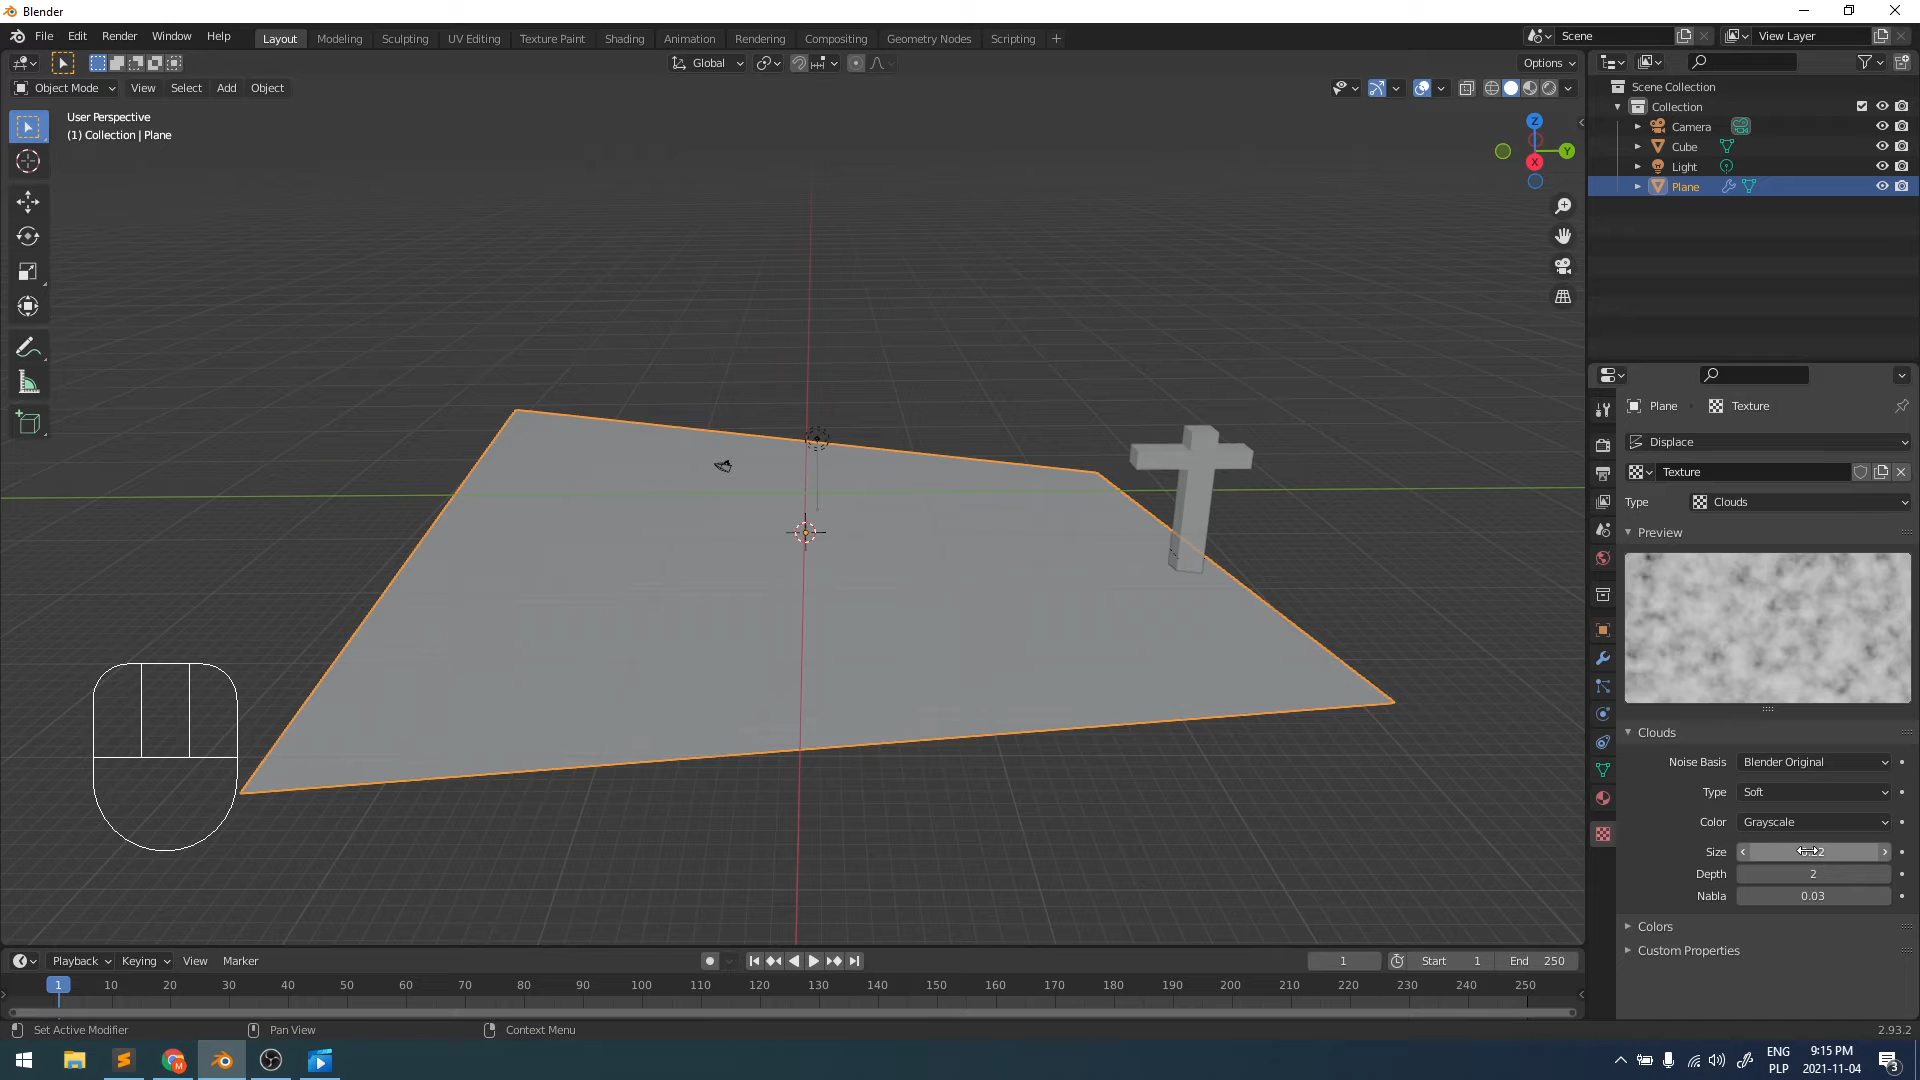 Blender
File Edit Render Window Help
Layout Modeling Sculpting UV Editing Texture Paint Shading Animation Rendering Compositing Geometry Nodes Scripting +
Scene
View Layer
Global
Options
Object Mode View Select Add Object
User Perspective
(1) Collection | Plane
Z
Y
X
Scene Collection
Collection
Camera
Cube
Light
Plane
Plane Texture
Displace
Texture
Type Clouds
Preview
Clouds
Noise Basis Blender Original
Type Soft
Color Grayscale
Size
Depth 2
Nabla 0.03
Colors
Custom Properties
Playback Keying View Marker
1
Start 1 End 250
1 10 20 30 40 50 60 70 80 90 100 110 120 130 140 150 160 170 180 190 200 210 220 230 240 250
Set Active Modifier
Pan View
Context Menu
2.93.2
ENG
PLP
9:15 PM
2021-11-04
3